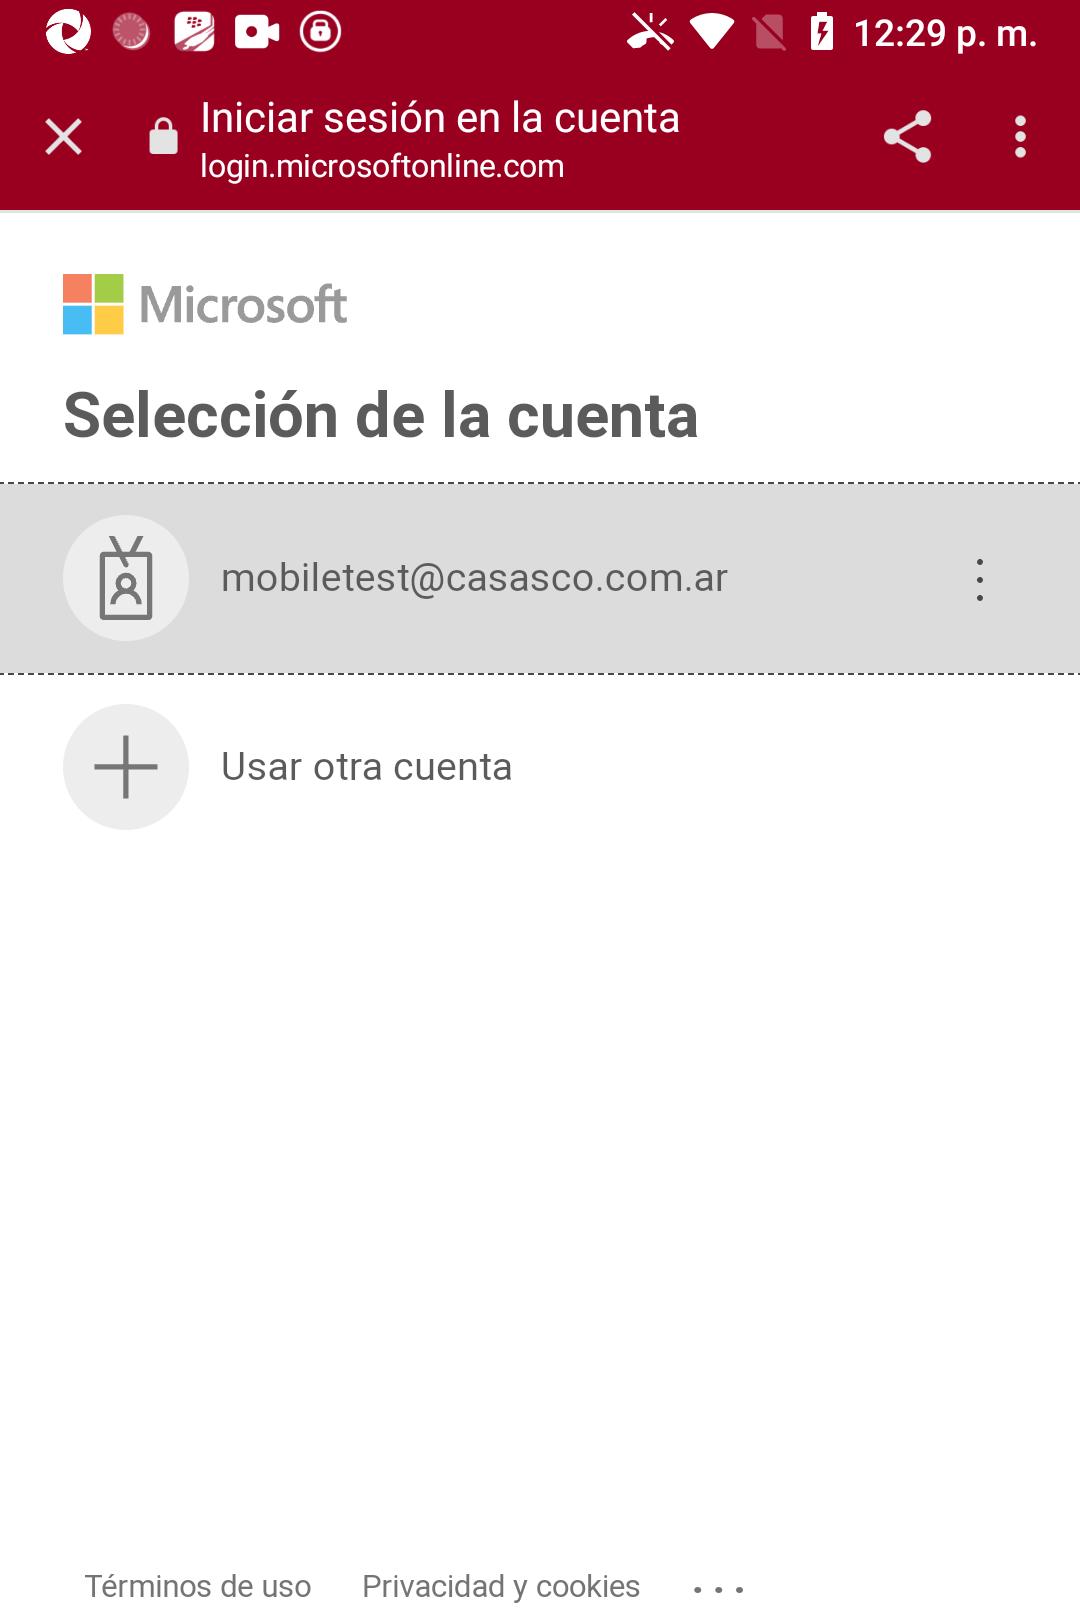 12:29 p. m.
Iniciar sesión en la cuenta
login.microsoftonline.com
Microsoft
Selección de la cuenta
mobiletest@casasco.com.ar
Usar otra cuenta
Términos de uso Privacidad y cookies ...